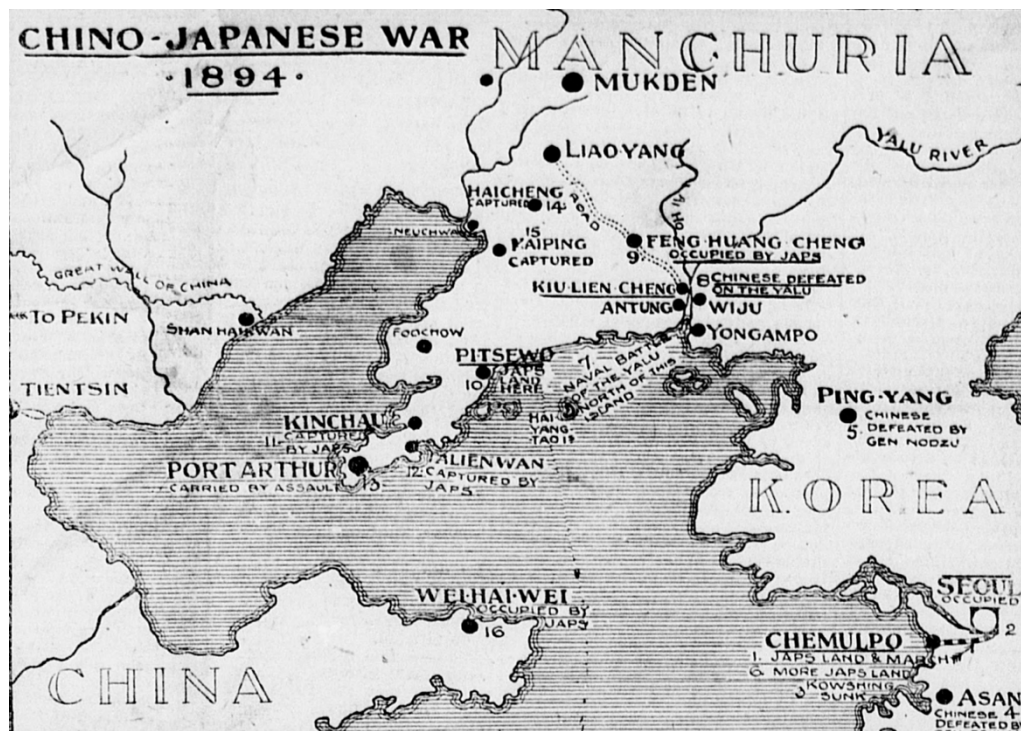 CHINO-JAPANESE WAR
1894.
MANCHURIA
MUKDEN
LIAO-YANG
YALU RIVER
HAICHENG
CAPTURED
14
ROAD
NEUCHWANG
15
KAIPING
CAPTURED
FENG-HUANG-CHENG
OCCUPIED BY JAPS
9
GREAT WALL OF CHINA
KIU-LIEN-CHENG
8 CHINESE DEFEATED
ON THE YALU
ANTUNG
WIJU
TO PEKIN
SHAN HAI KWAN
FOOCHOW
YONGAMPO
PITSEWO
JAPS
LAND
HERE
10
7.
NAVAL BATTLE
OF THE YALU
NORTH OF THIS
ISLAND
HAI-
YANG-
TAO IS
TIENTSIN
PING-YANG
5. CHINESE
DEFEATED BY
GEN NODZU
KINCHAU
11. CAPTURED
BY JAPS
PORT ARTHUR
CARRIED BY ASSAULT
13
TALIENWAN
12. CAPTURED BY
JAPS
KOREA
WEI-HAI-WEI
OCCUPIED BY
JAPS
16
SEOUL
OCCUPIED
2
CHEMULPO
1. JAPS LAND & MARCH
6. MORE JAPS LAND
3 KOWSHING
SUNK
CHINA
ASAN
CHINESE 4
DEFEATED BY